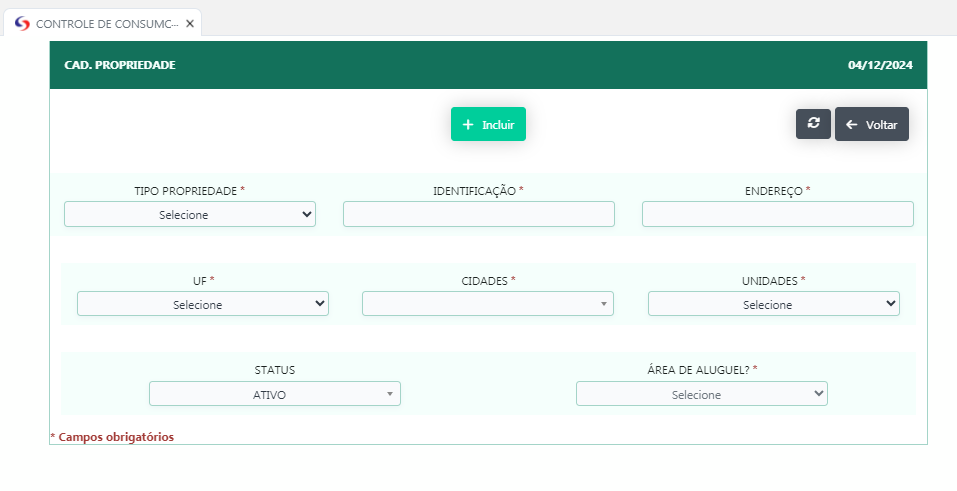 CONTROLE DE CONSUMC...
CAD. PROPRIEDADE 04/12/2024
+ Incluir Voltar
TIPO PROPRIEDADE * IDENTIFICAÇÃO * ENDEREÇO *
Selecione
UF * CIDADES * UNIDADES *
Selecione Selecione
STATUS ÁREA DE ALUGUEL? *
ATIVO Selecione
* Campos obrigatórios